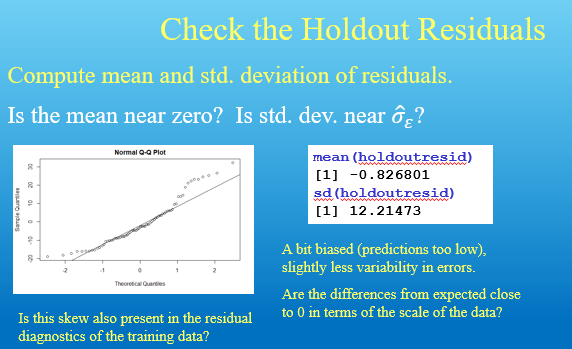 Check the Holdout Residuals
Compute mean and std. deviation of residuals.
Is the mean near zero?  Is std. dev. near σ̂ε?
Normal Q-Q Plot
Sample Quantiles
-20 -10 0 10 20 30
-2 -1 0 1 2
Theoretical Quantiles
mean(holdoutresid)
[1] -0.826801
sd(holdoutresid)
[1] 12.21473
A bit biased (predictions too low),
slightly less variability in errors.
Are the differences from expected close
to 0 in terms of the scale of the data?
Is this skew also present in the residual
diagnostics of the training data?